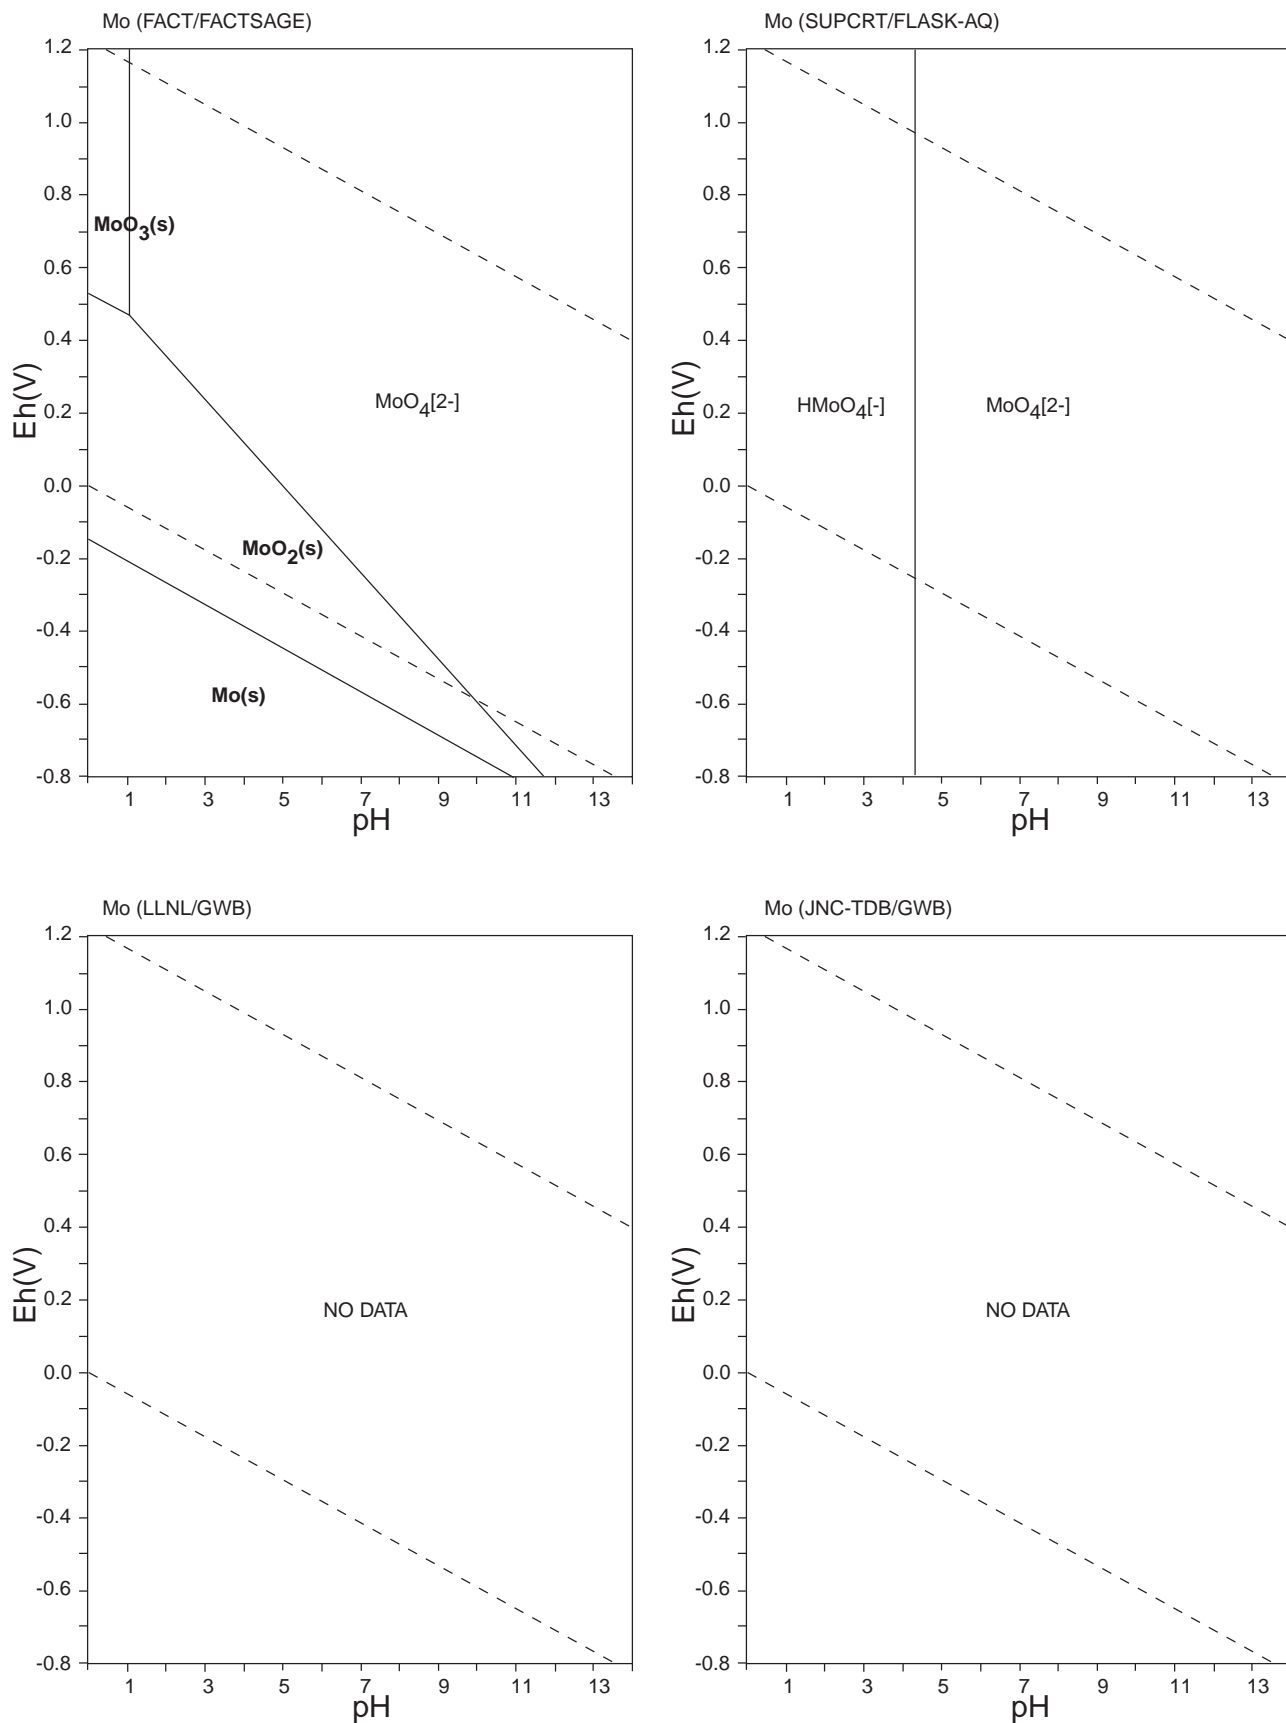 Mo (FACT/FACTSAGE)
1.2
1.0
0.8
0.6
0.4
0.2
0.0
-0.2
-0.4
-0.6
-0.8
Eh(V)
MoO3(s)
MoO4[2-]
MoO2(s)
Mo(s)
1 3 5 7 9 11 13
pH
Mo (SUPCRT/FLASK-AQ)
1.2
1.0
0.8
0.6
0.4
0.2
0.0
-0.2
-0.4
-0.6
-0.8
Eh(V)
HMoO4[-] MoO4[2-]
1 3 5 7 9 11 13
pH
Mo (LLNL/GWB)
1.2
1.0
0.8
0.6
0.4
0.2
0.0
-0.2
-0.4
-0.6
-0.8
Eh(V)
NO DATA
1 3 5 7 9 11 13
pH
Mo (JNC-TDB/GWB)
1.2
1.0
0.8
0.6
0.4
0.2
0.0
-0.2
-0.4
-0.6
-0.8
Eh(V)
NO DATA
1 3 5 7 9 11 13
pH